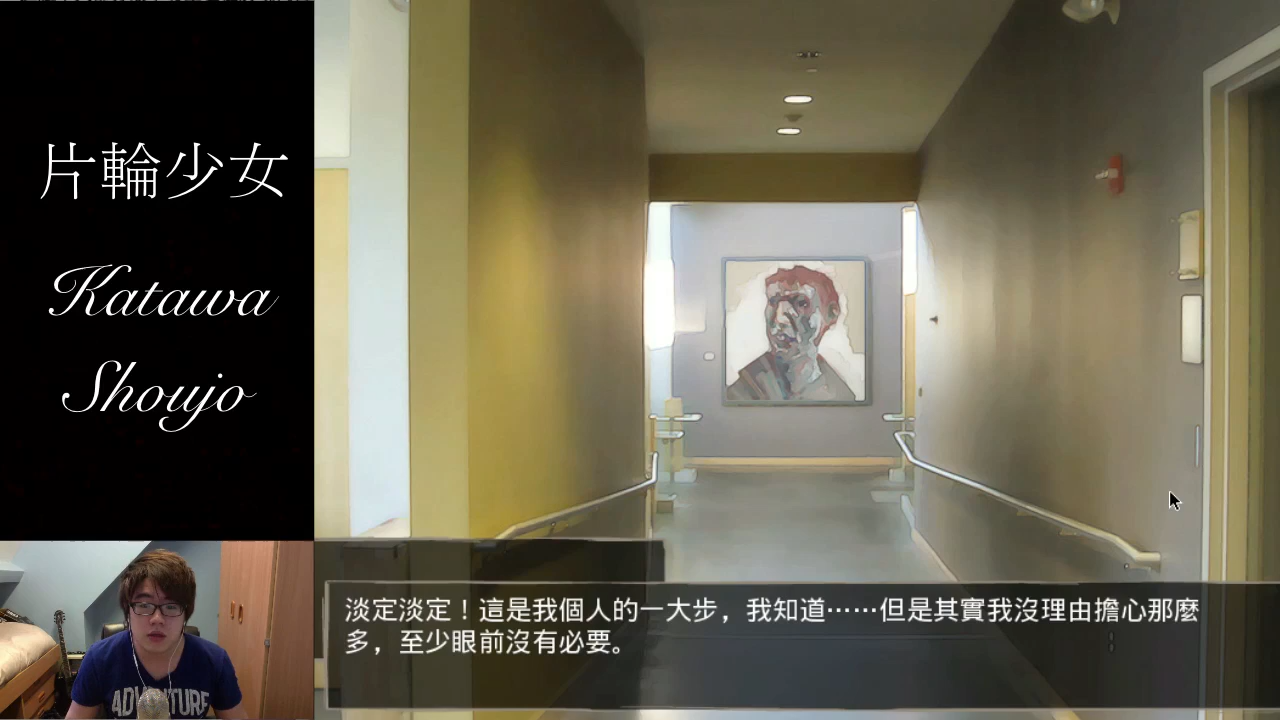 片輪少女
Katawa
Shoujo
淡定淡定！這是我個人的一大步，我知道……但是其實我沒理由擔心那麼
多，至少眼前沒有必要。
ADVENTURE